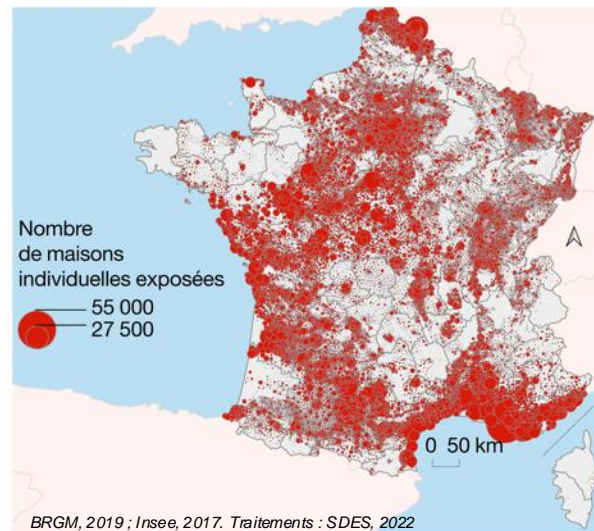 Nombre
de maisons
individuelles exposées
55 000
27 500
0 50 km
BRGM, 2019 ; Insee, 2017. Traitements : SDES, 2022